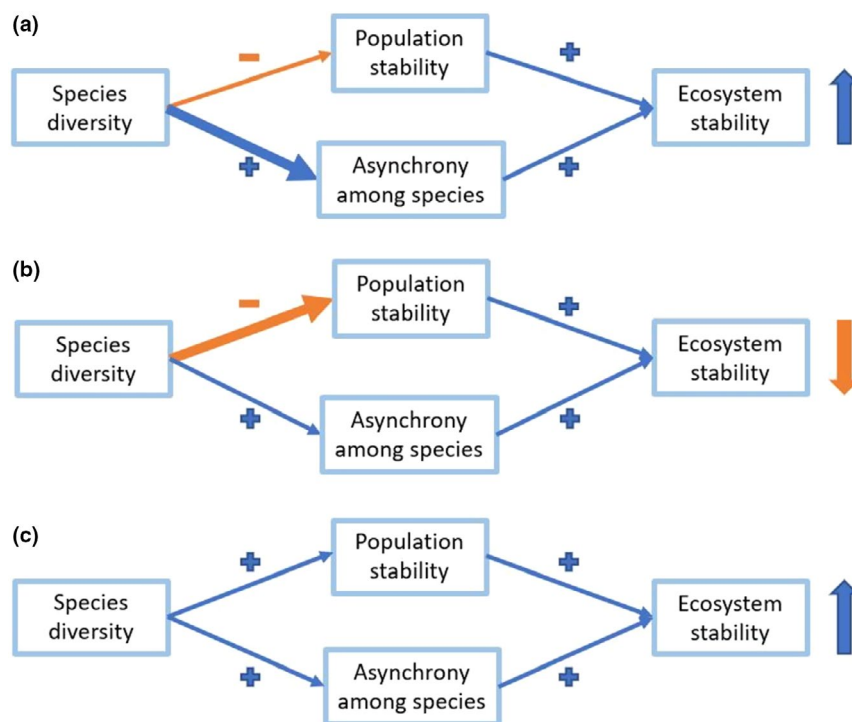 (a)
Population
stability
Species
diversity
Ecosystem
stability
Asynchrony
among species
(b)
Population
stability
Species
diversity
Ecosystem
stability
Asynchrony
among species
(c)
Population
stability
Species
diversity
Ecosystem
stability
Asynchrony
among species